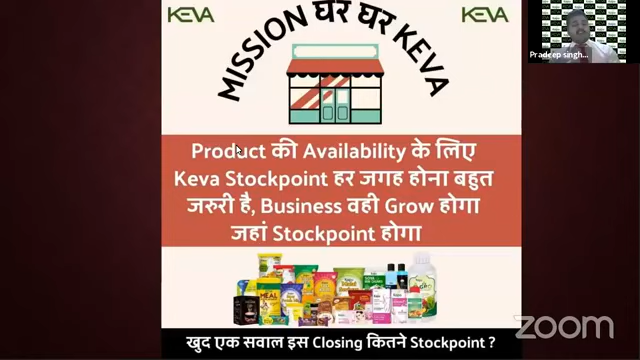 KEVA
KEVA
MISSION घर घर KEVA
Product की Availability के लिए
Keva Stockpoint हर जगह होना बहुत
जरुरी है, Business वही Grow होगा
जहां Stockpoint होगा
खुद एक सवाल इस Closing कितने Stockpoint ?
Pradeep singh...
zoom